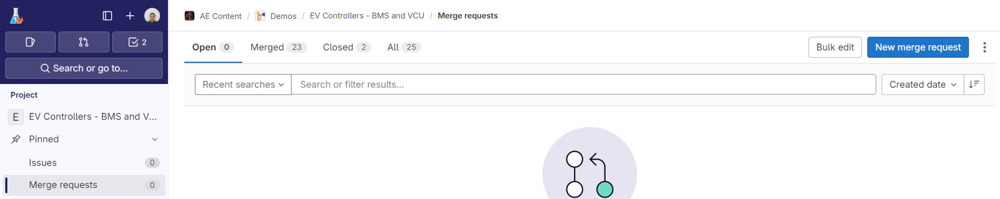 AE Content / Demos / EV Controllers - BMS and VCU / Merge requests
2
Search or go to...
Open 0 Merged 23 Closed 2 All 25 Bulk edit New merge request
Recent searches Search or filter results... Created date
Project
E EV Controllers - BMS and V...
Pinned
Issues 0
Merge requests 0